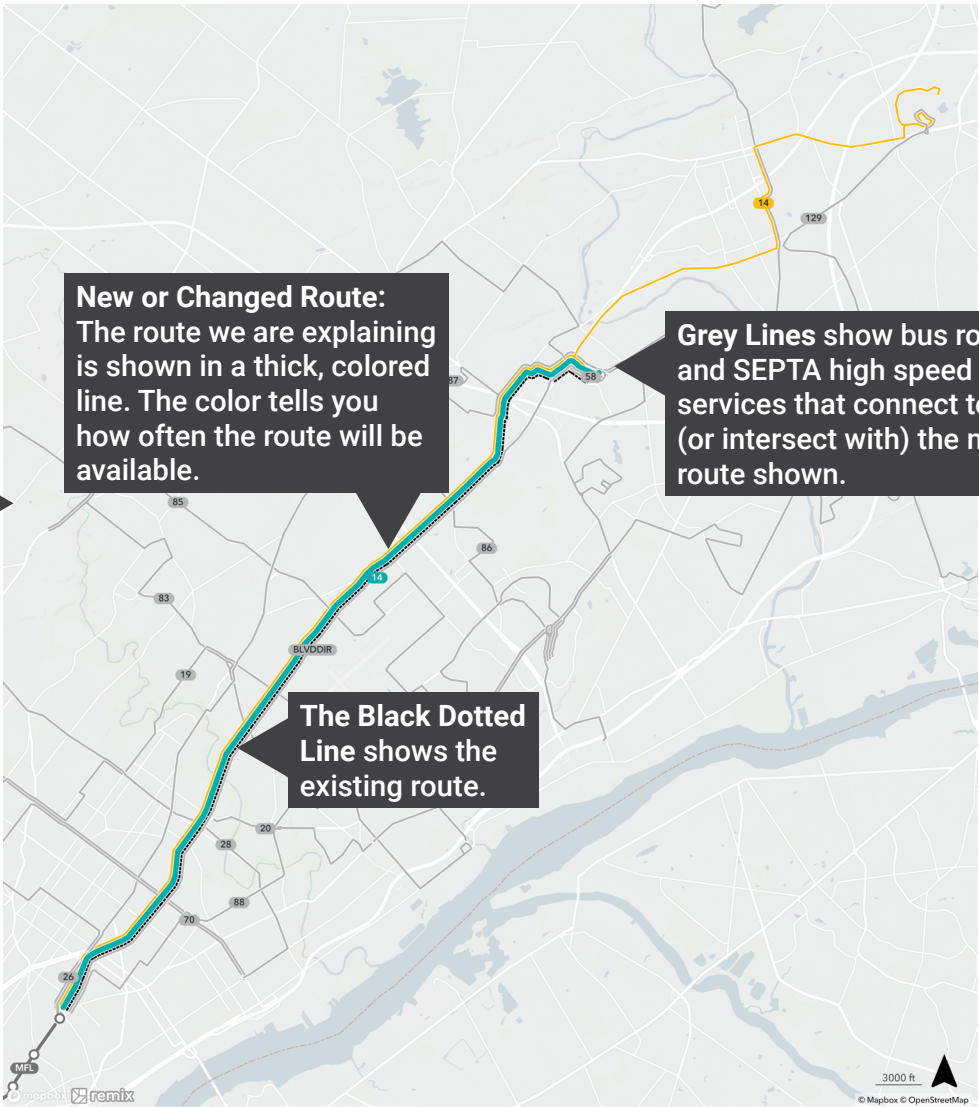 14
129
New or Changed Route:
The route we are explaining
is shown in a thick, colored
line. The color tells you
how often the route will be
available.
Grey Lines show bus ro
and SEPTA high speed
services that connect t
(or intersect with) the
route shown.
87
58
85
86
14
83
BLVDDIR
19
The Black Dotted
Line shows the
existing route.
20
28
88
70
26
MFL
mapbox remix
3000 ft
© Mapbox © OpenStreetMap